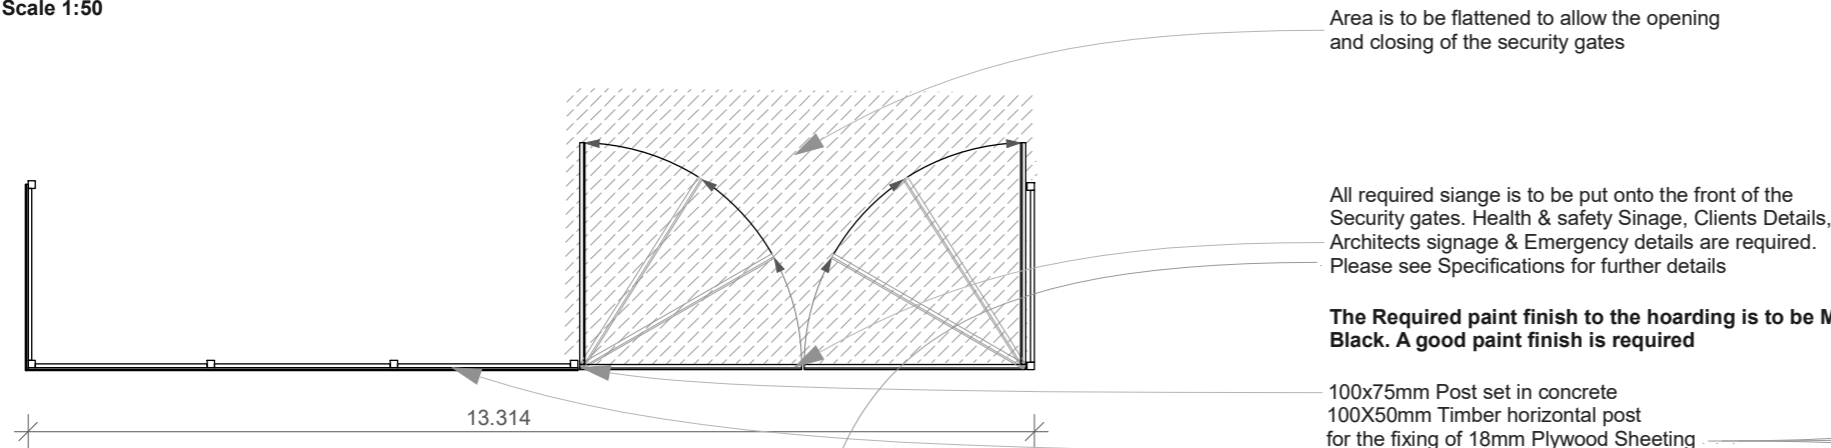 Scale 1:50
Area is to be flattened to allow the opening
and closing of the security gates
All required siange is to be put onto the front of the
Security gates. Health & safety Sinage, Clients Details,
Architects signage & Emergency details are required.
Please see Specifications for further details
The Required paint finish to the hoarding is to be
Black. A good paint finish is required
100x75mm Post set in concrete
100X50mm Timber horizontal post
for the fixing of 18mm Plywood Sheeting
13.314